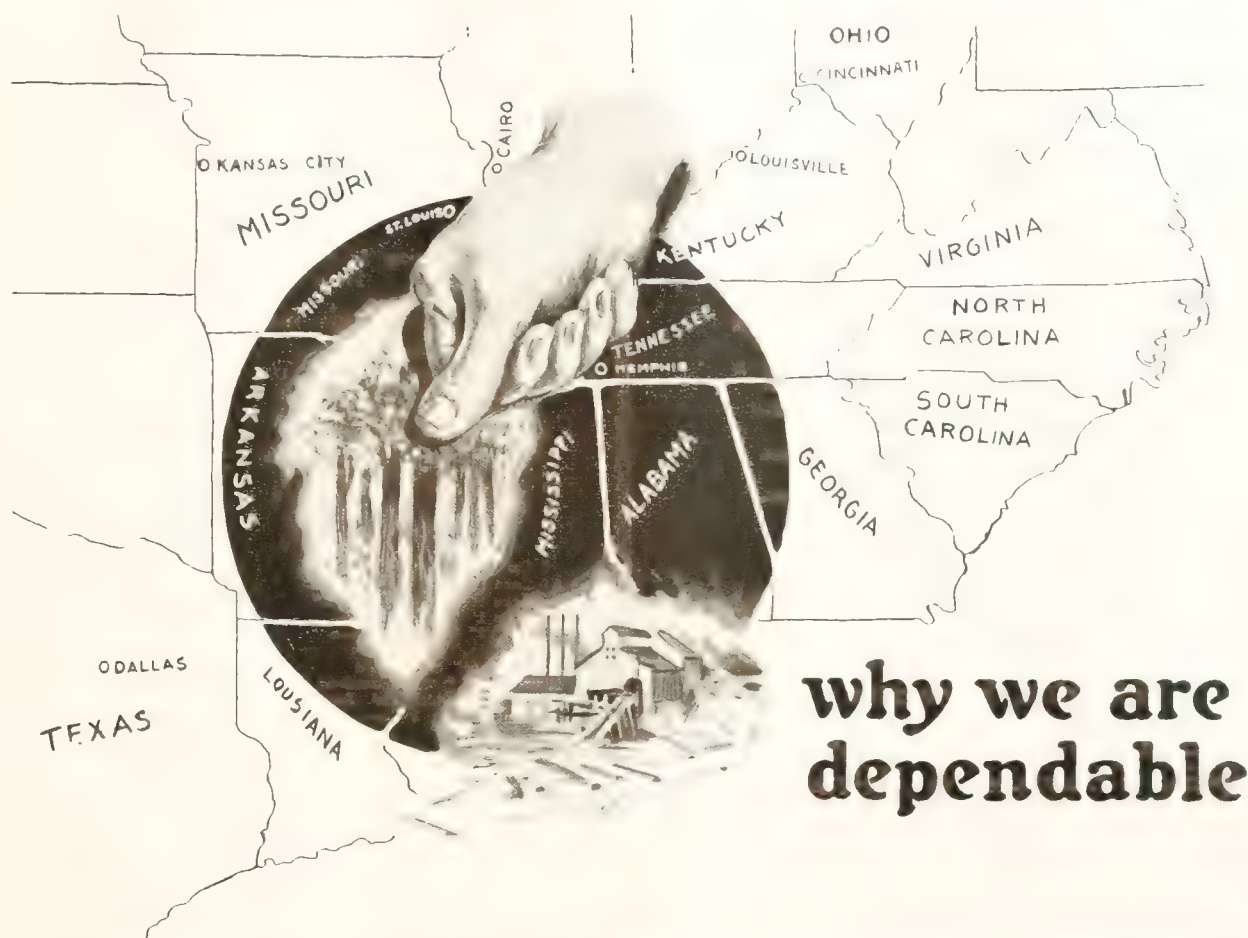 OHIO
CINCINNATI
CAIRO
KANSAS CITY
MISSOURI
LOUISVILLE
ST. LOUIS
KENTUCKY
VIRGINIA
MISSOURI
NORTH
CAROLINA
TENNESSEE
MEMPHIS
ARKANSAS
SOUTH
CAROLINA
MISSISSIPPI
ALABAMA
GEORGIA
DALLAS
LOUSIANA
TEXAS
why we are
dependable